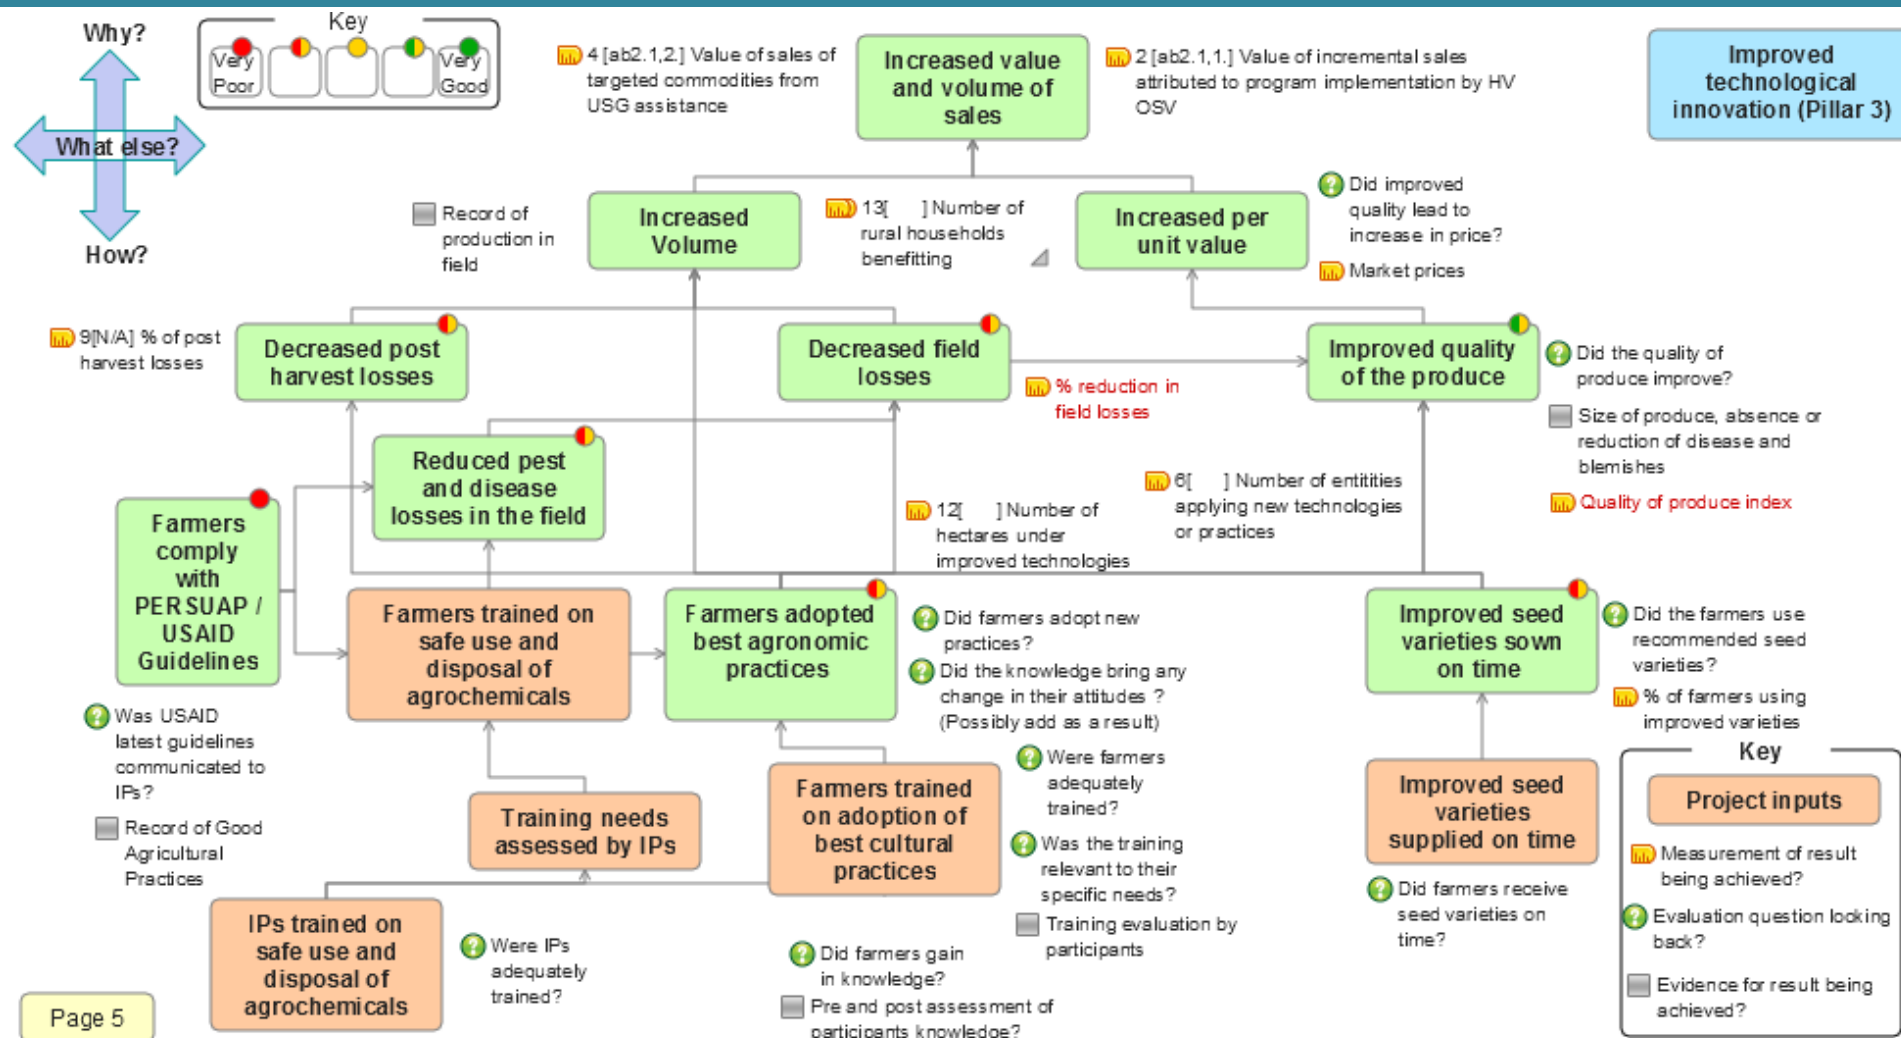 Why?
What else?
How?
Key
Very
Poor
Very
Good
4 [ab2.1,2.] Value of sales of
targeted commodities from
USG assistance
Increased value
and volume of
sales
2 [ab2.1,1.] Value of incremental sales
attributed to program implementation by HV
OSV
Improved
technological
innovation (Pillar 3)
Record of
production in
field
Increased
Volume
13[ ] Number of
rural households
benefitting
Increased per
unit value
Did improved
quality lead to
increase in price?
Market prices
9[N/A] % of post
harvest losses
Decreased post
harvest losses
Decreased field
losses
% reduction in
field losses
Improved quality
of the produce
Did the quality of
produce improve?
Size of produce, absence or
reduction of disease and
blemishes
Quality of produce index
Reduced pest
and disease
losses in the field
12[ ] Number of
hectares under
improved technologies
6[ ] Number of entitities
applying new technologies
or practices
Farmers
comply
with
PERSUAP /
USAID
Guidelines
Farmers trained on
safe use and
disposal of
agrochemicals
Farmers adopted
best agronomic
practices
Did farmers adopt new
practices?
Did the knowledge bring any
change in their attitudes ?
(Possibly add as a result)
Improved seed
varieties sown
on time
Did the farmers use
recommended seed
varieties?
% of farmers using
improved varieties
Was USAID
latest guidelines
communicated to
IPs?
Record of Good
Agricultural
Practices
Training needs
assessed by IPs
Farmers trained
on adoption of
best cultural
practices
Were farmers
adequately
trained?
Was the training
relevant to their
specific needs?
Training evaluation by
participants
Improved seed
varieties
supplied on time
Did farmers receive
seed varieties on
time?
IPs trained on
safe use and
disposal of
agrochemicals
Were IPs
adequately
trained?
Did farmers gain
in knowledge?
Pre and post assessment of
participants knowledge?
Key
Project inputs
Measurement of result
being achieved?
Evaluation question looking
back?
Evidence for result being
achieved?
Page 5